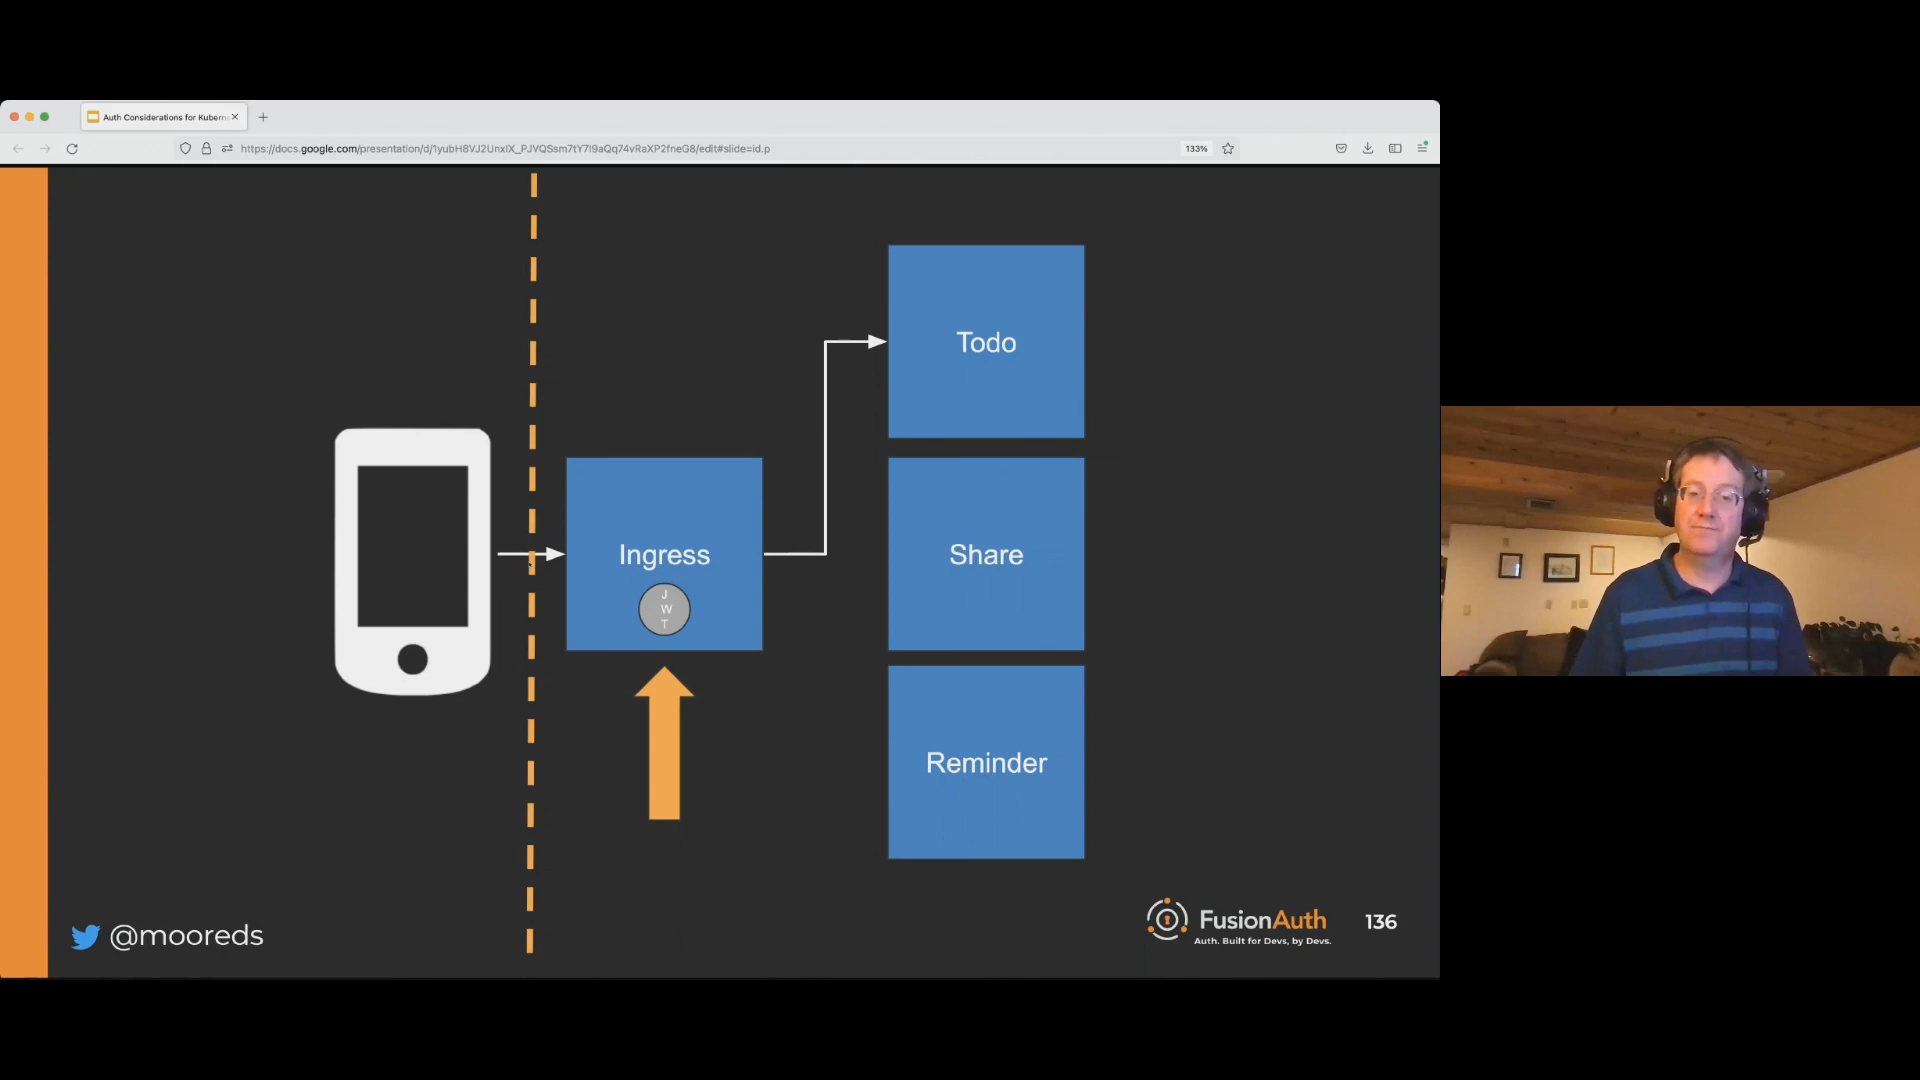 Auth Considerations for Kubern
https://docs.google.com/presentation/d/1yubH8VJ2UnxIX_PJVQSsm7tY7I9aQq74vRaXP2fneG8/edit#slide=id.p
133%
Todo
Ingress
J
W
T
Share
Reminder
@mooreds
FusionAuth
Auth. Built for Devs, by Devs.
136